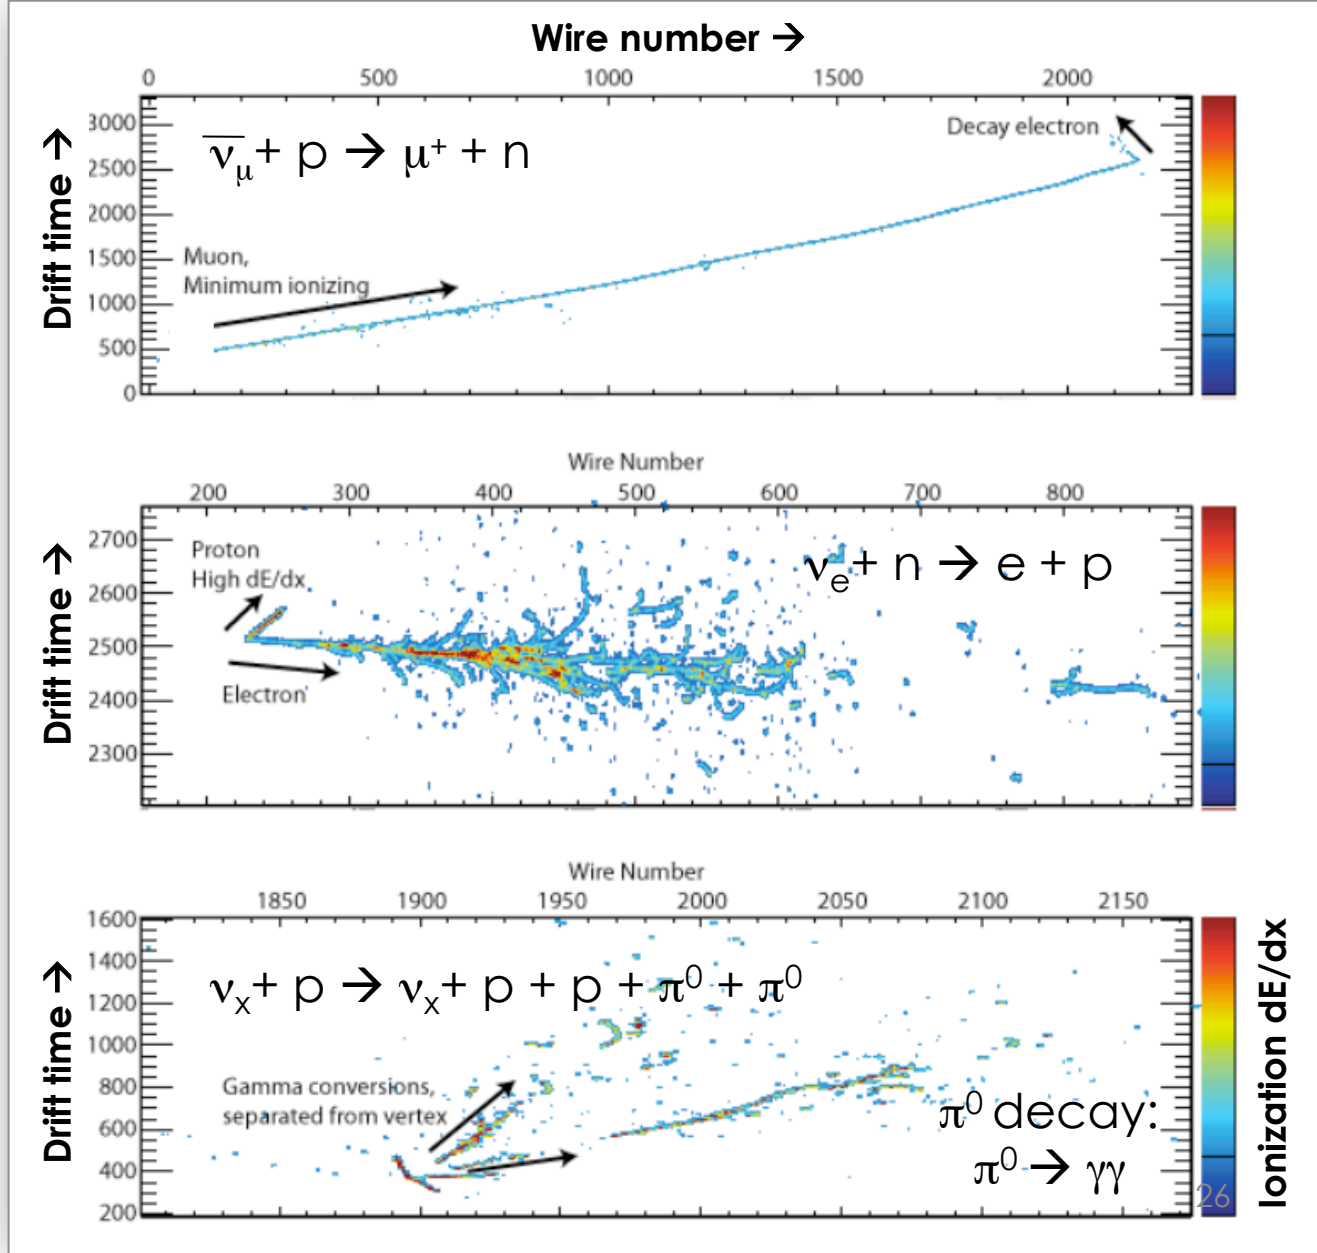 Wire number →
0 500 1000 1500 2000
Drift time →
3000
2500
2000
1500
1000
500
0
ν̅μ + p → μ⁺ + n
Decay electron
Muon,
Minimum ionizing
Wire Number
200 300 400 500 600 700 800
Drift time →
2700
2600
2500
2400
2300
Proton
High dE/dx
νe + n → e + p
Electron
Wire Number
1850 1900 1950 2000 2050 2100 2150
Drift time →
1600
1400
1200
1000
800
600
400
200
νx + p → νx + p + p + π⁰ + π⁰
Gamma conversions,
separated from vertex
π⁰ decay:
π⁰ → γγ
Ionization dE/dx
26